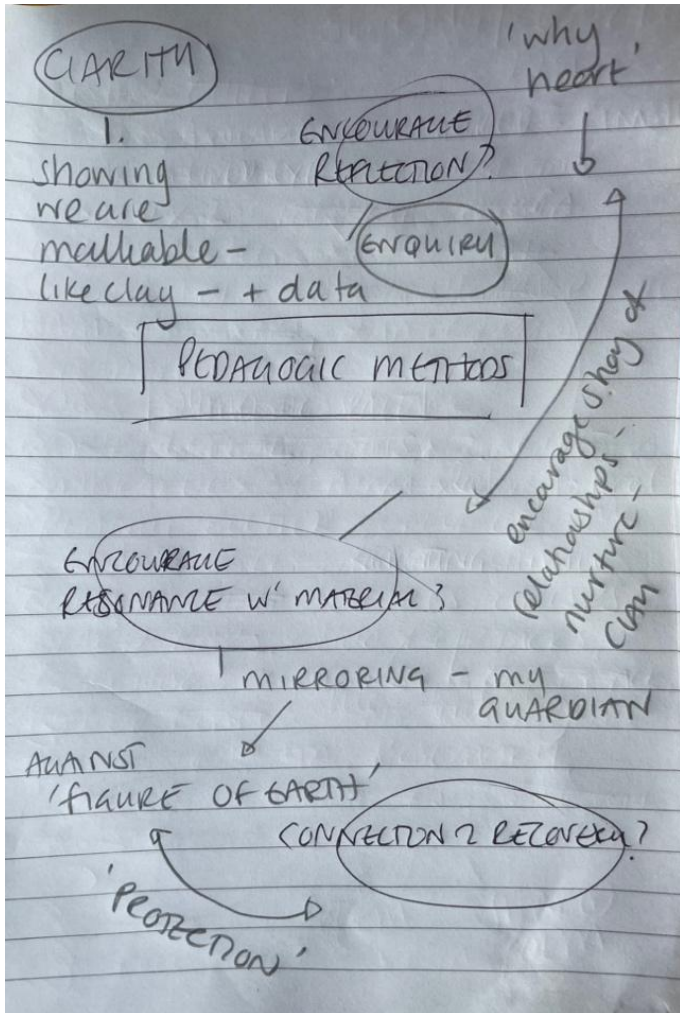 CLARITY
'why
heart'
1.
ENCOURAGE
REFLECTION?
showing
we are
malleable -
like clay - + data
ENQUIRY
PEDAGOGIC METHODS
encourage of
relationships -
nurture -
Clay
ENCOURAGE
RESONANCE W' MATERIAL?
MIRRORING - my
GUARDIAN
AGAINST
'FIGURE OF EARTH'
CONNECTION 2 RECOVERY?
'PROTECTION'